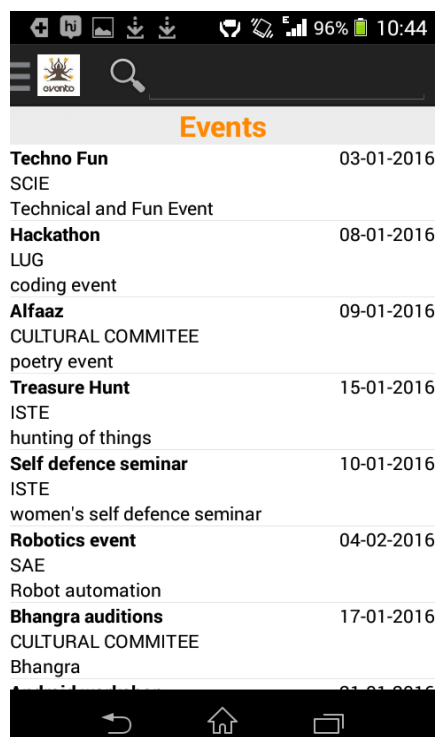 hi 96% 10:44
evento
Events
Techno Fun 03-01-2016
SCIE
Technical and Fun Event
Hackathon 08-01-2016
LUG
coding event
Alfaaz 09-01-2016
CULTURAL COMMITEE
poetry event
Treasure Hunt 15-01-2016
ISTE
hunting of things
Self defence seminar 10-01-2016
ISTE
women's self defence seminar
Robotics event 04-02-2016
SAE
Robot automation
Bhangra auditions 17-01-2016
CULTURAL COMMITEE
Bhangra